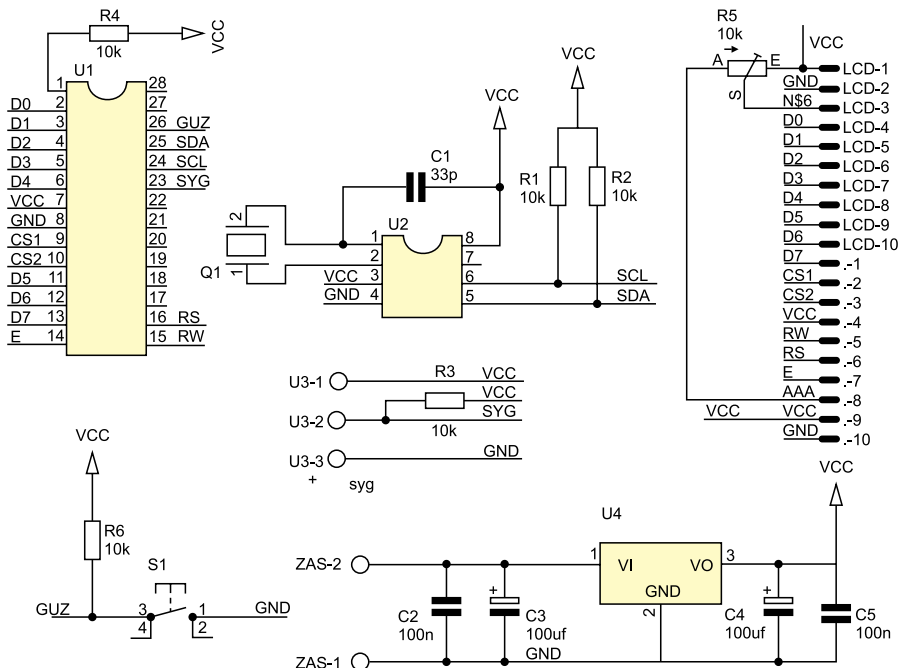 R4
10k
VCC
U1
1 28
2 27
3 26
4 25
5 24
6 23
7 22
8 21
9 20
10 19
11 18
12 17
13 16
14 15
D0
D1
D2
D3
D4
VCC
GND
CS1
CS2
D5
D6
D7
E
GUZ
SDA
SCL
SYG
RS
RW
VCC
C1
33p
U2
1 8
2 7
3 6
4 5
2
1
Q1
VCC
GND
VCC
R1
10k
R2
10k
SCL
SDA
R5
10k
A E
S
VCC
LCD-1
GND LCD-2
N$6 LCD-3
D0 LCD-4
D1 LCD-5
D2 LCD-6
D3 LCD-7
D4 LCD-8
D5 LCD-9
D6 LCD-10
D7 .-1
CS1 .-2
CS2 .-3
VCC .-4
RW .-5
RS .-6
E .-7
AAA .-8
VCC VCC .-9
GND .-10
U3-1 VCC
R3
10k
VCC
U3-2 SYG
U3-3 GND
+ syg
VCC
R6
10k
S1
GUZ 3 1 GND
4 2
ZAS-2
ZAS-1
C2
100n
+
C3
100uf
GND
U4
1 VI VO 3
GND
2
VCC
+
C4
100uf
C5
100n